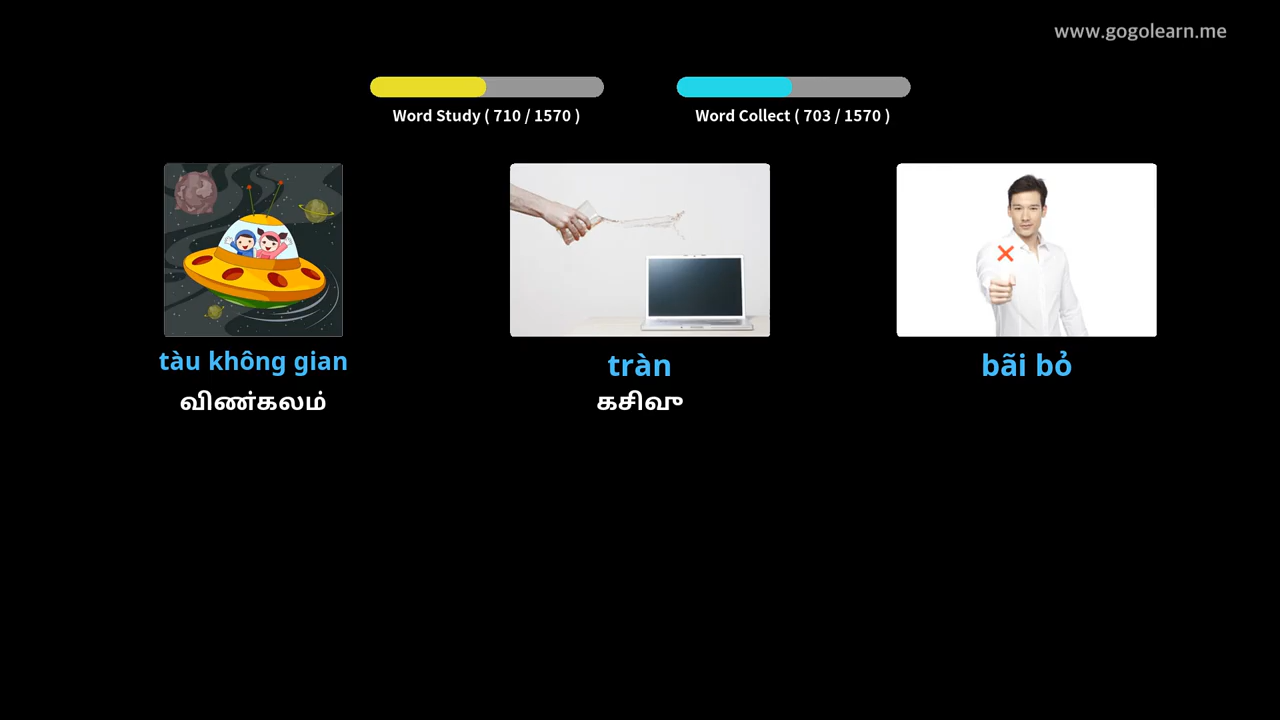 www.gogolearn.me
Word Study ( 710 / 1570 )
Word Collect ( 703 / 1570 )
tàu không gian
விண்கலம்
tràn
கசிவு
bãi bỏ